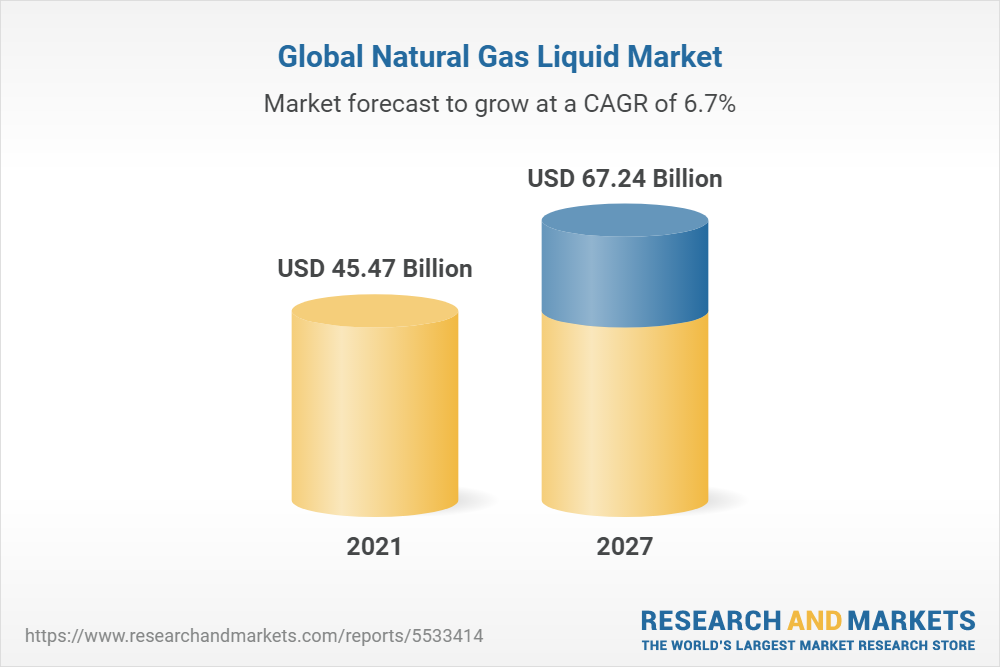 Global Natural Gas Liquid Market
Market forecast to grow at a CAGR of 6.7%
USD 67.24 Billion
USD 45.47 Billion
2021
2027
https://www.researchandmarkets.com/reports/5533414
RESEARCH AND MARKETS
THE WORLD'S LARGEST MARKET RESEARCH STORE